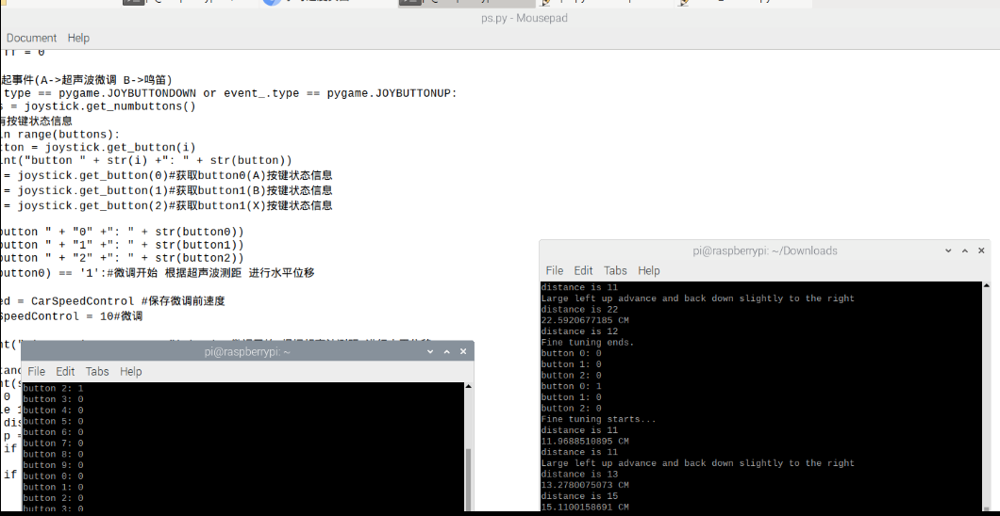 ps.py - Mousepad
Document Help
= 0
起事件(A->超声波微调 B->鸣笛)
type == pygame.JOYBUTTONDOWN or event_.type == pygame.JOYBUTTONUP:
s = joystick.get_numbuttons()
有按键状态信息
in range(buttons):
tton = joystick.get_button(i)
int("button " + str(i) +": " + str(button))
= joystick.get_button(0)#获取button0(A)按键状态信息
= joystick.get_button(1)#获取button1(B)按键状态信息
= joystick.get_button(2)#获取button1(X)按键状态信息
button " + "0" +": " + str(button0))
button " + "1" +": " + str(button1))
button " + "2" +": " + str(button2))
button0) == '1':#微调开始 根据超声波测距 进行水平位移
ed = CarSpeedControl #保存微调前速度
SpeedControl = 10#微调
pi@raspberrypi: ~
File Edit Tabs Help
button 2: 1
button 3: 0
button 4: 0
button 5: 0
button 6: 0
button 7: 0
button 8: 0
button 9: 0
button 0: 0
button 1: 0
button 2: 0
button 3: 0
nt("
tanc
nt(s
0
le 1
dis
p =
if
if
pi@raspberrypi: ~/Downloads
File Edit Tabs Help
distance is 11
Large left up advance and back down slightly to the right
distance is 22
22.5920677185 CM
distance is 12
Fine tuning ends.
button 0: 0
button 1: 0
button 2: 0
button 0: 1
button 1: 0
button 2: 0
Fine tuning starts...
distance is 11
11.9688510895 CM
distance is 11
Large left up advance and back down slightly to the right
distance is 13
13.2780075073 CM
distance is 15
15.1100158691 CM